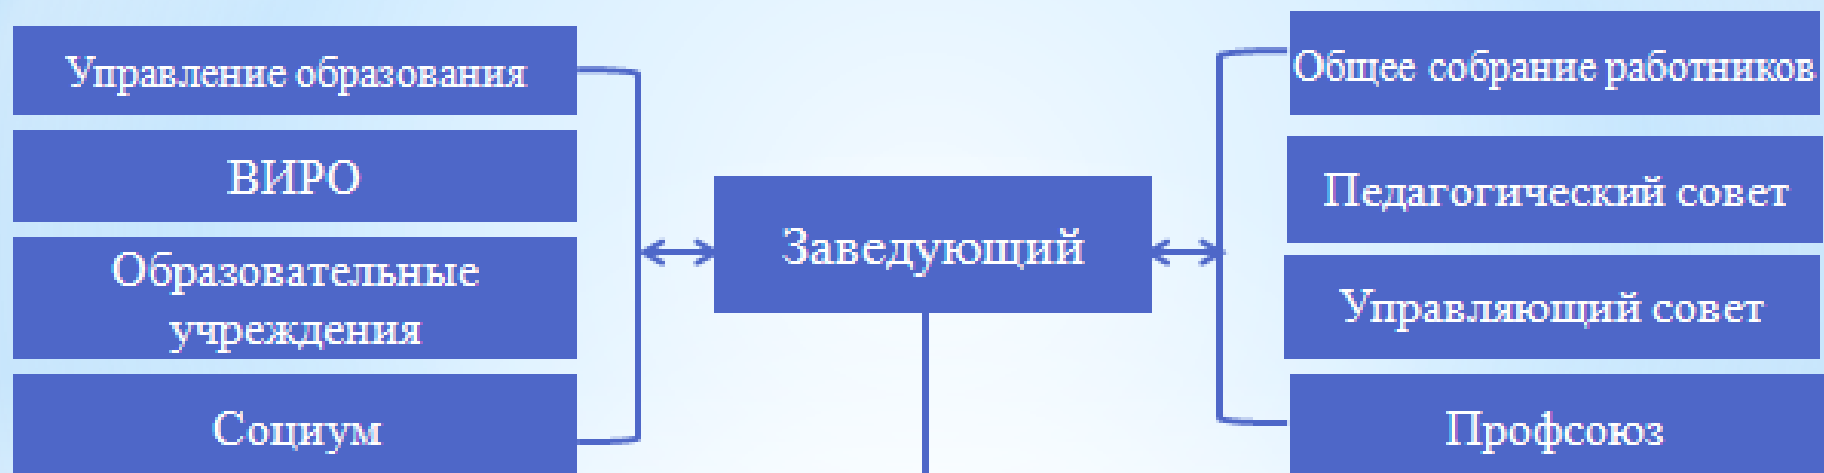 Управление образования
ВИРО
Образовательные
учреждения
Социум
Заведующий
Общее собрание работников
Педагогический совет
Управляющий совет
Профсоюз